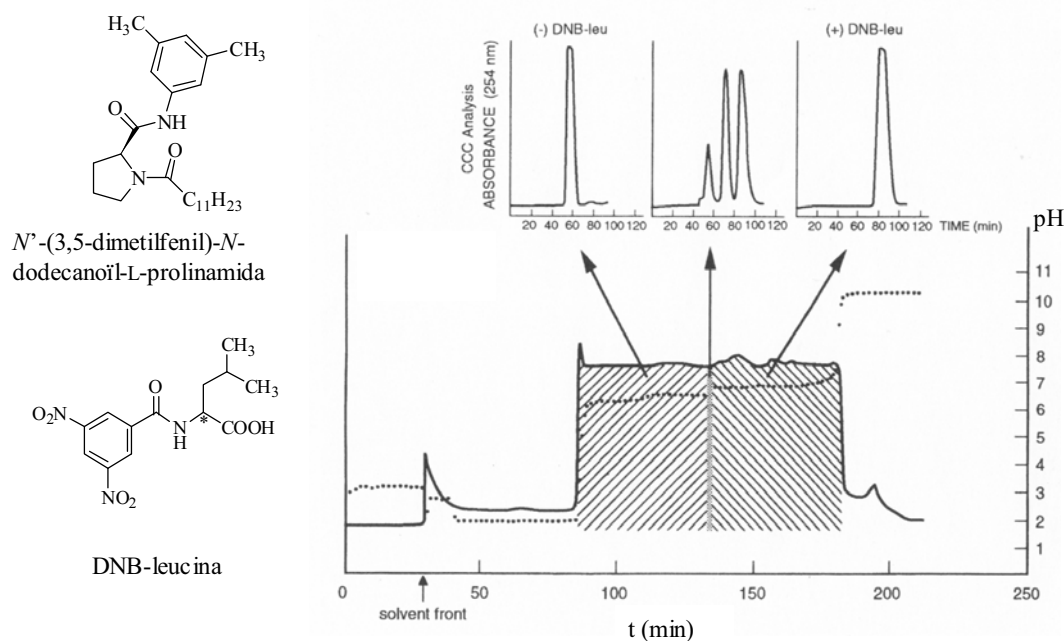 H₃C
CH₃
O
NH
O
N
C₁₁H₂₃
N'-(3,5-dimetilfenil)-N-
dodecanoïl-L-prolinamida
CH₃
CH₃
O₂N
O
N
H
*
COOH
NO₂
DNB-leucina
CCC Analysis
ABSORBANCE (254 nm)
(-) DNB-leu
(+) DNB-leu
20 40 60 80 100 120
20 40 60 80 100 120
20 40 60 80 100 120
TIME (min)
pH
11
10
9
8
7
6
5
4
3
2
1
0
50
100
150
200
250
solvent front
t (min)